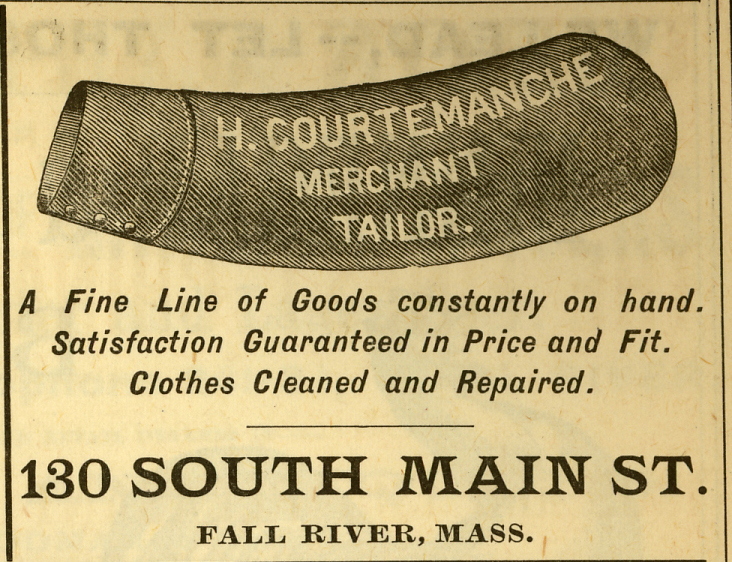 H. COURTEMANCHE
MERCHANT
TAILOR.
A Fine Line of Goods constantly on hand.
Satisfaction Guaranteed in Price and Fit.
Clothes Cleaned and Repaired.
130 SOUTH MAIN ST.
FALL RIVER, MASS.